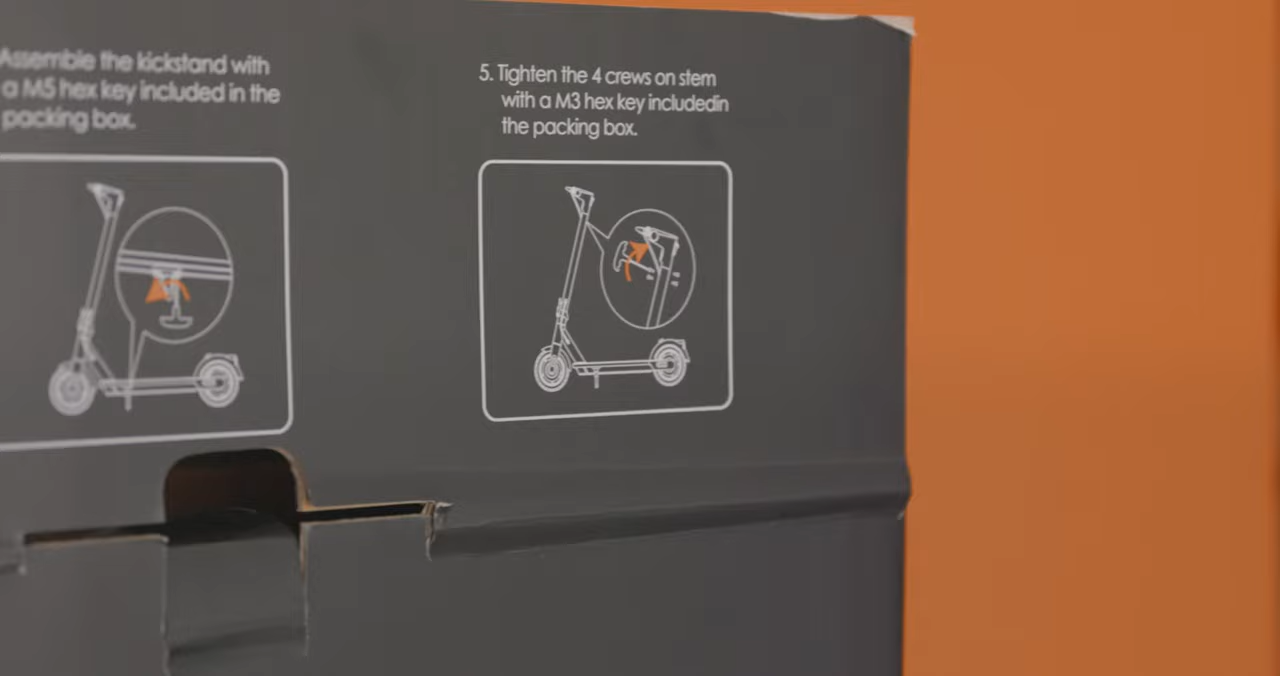 Assemble the kickstand with
a M5 hex key included in the
packing box.
5. Tighten the 4 crews on stem
with a M3 hex key includedin
the packing box.